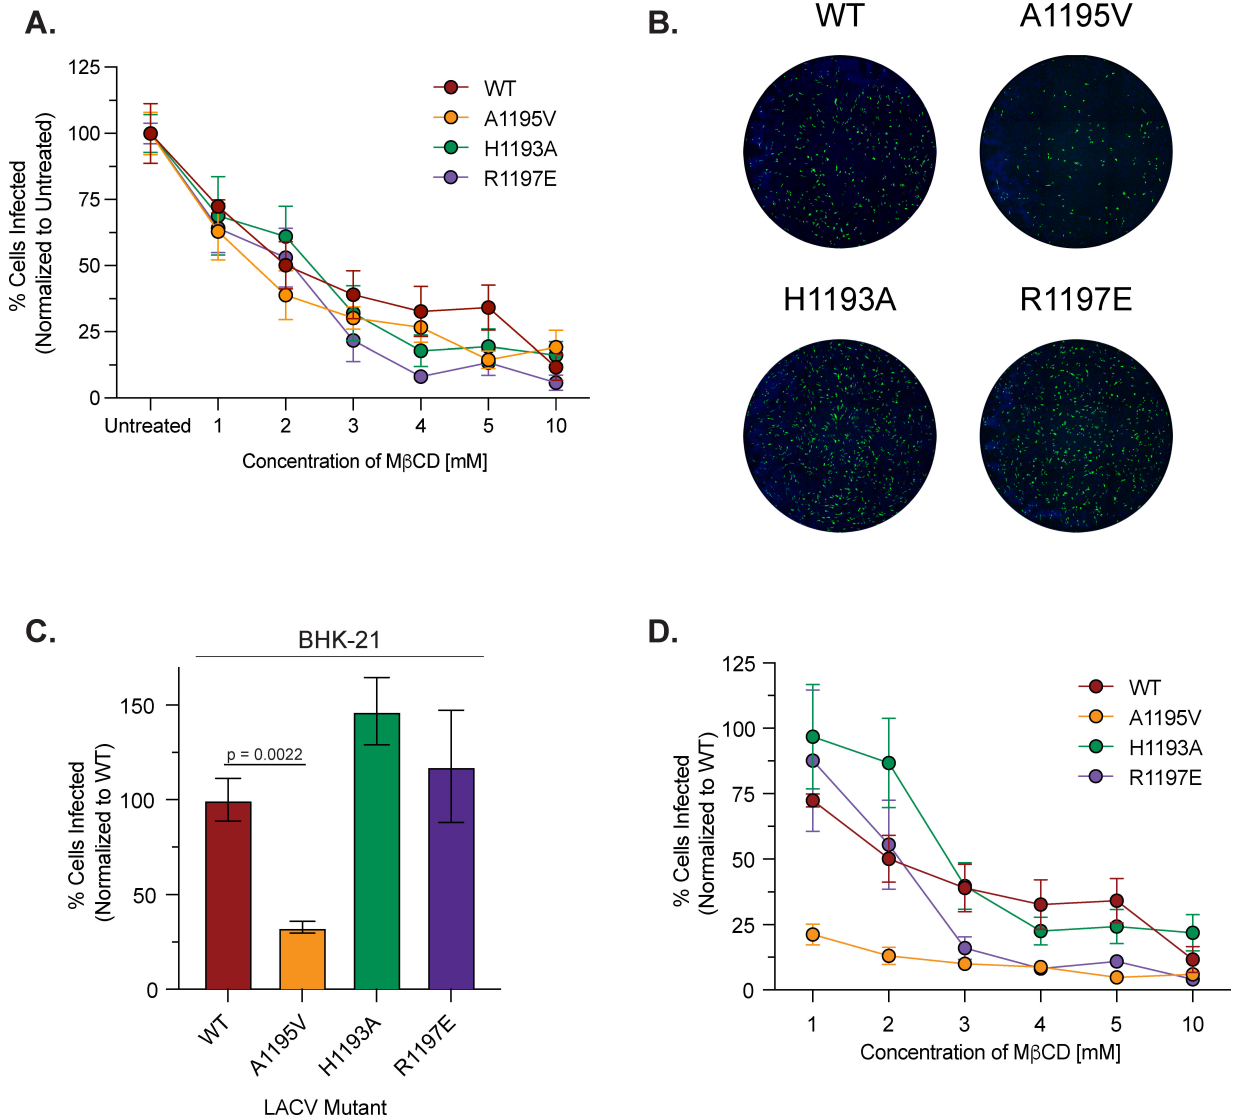 A.
% Cells Infected
(Normalized to Untreated)
125
100
75
50
25
0
Untreated 1 2 3 4 5 10
Concentration of MβCD [mM]
WT
A1195V
H1193A
R1197E
B.
WT A1195V
H1193A R1197E
C.
BHK-21
% Cells Infected
(Normalized to WT)
150
100
50
0
p = 0.0022
WT A1195V H1193A R1197E
LACV Mutant
D.
% Cells Infected
(Normalized to WT)
125
100
75
50
25
0
1 2 3 4 5 10
Concentration of MβCD [mM]
WT
A1195V
H1193A
R1197E